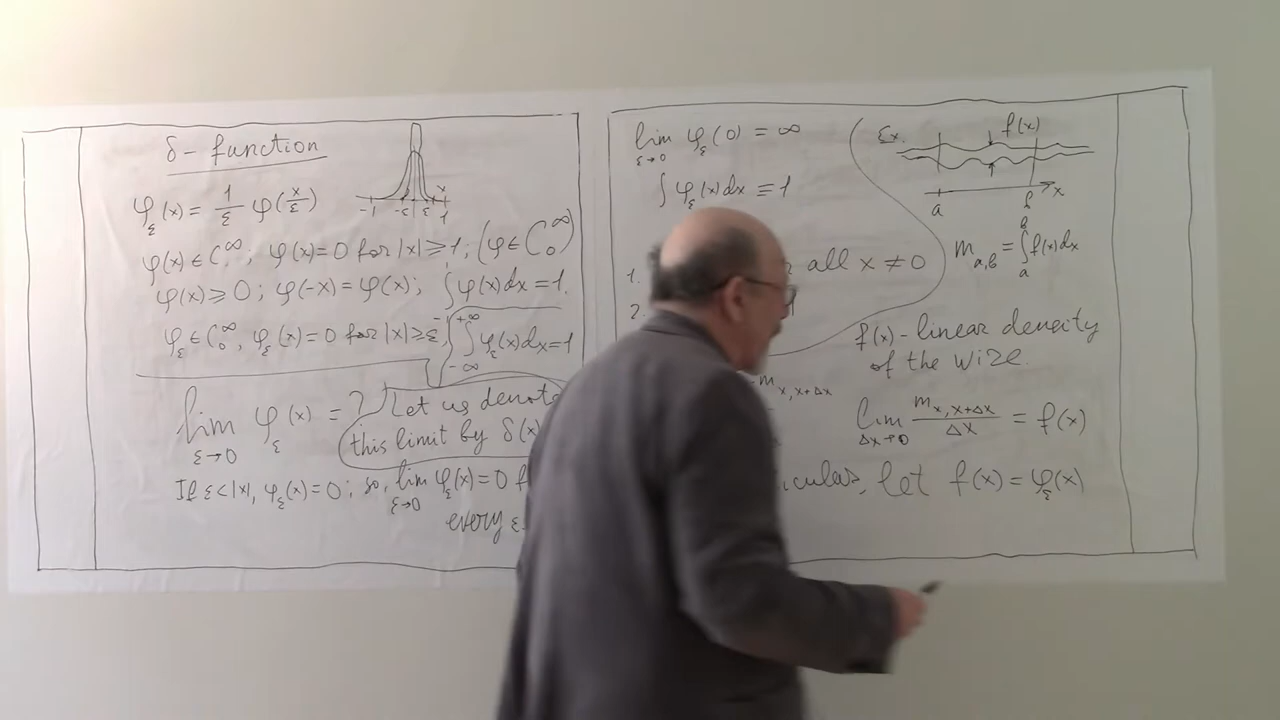 δ - function
φ_ε(x) = 1/ε φ(x/ε)
-1 -ε ε 1 x
φ(x) ∈ C^∞; φ(x) = 0 for |x| ≥ 1; (φ ∈ C_0^∞)
φ(x) ≥ 0; φ(-x) = φ(x); ∫φ(x)dx = 1.
φ_ε ∈ C_0^∞, φ_ε(x) = 0 for |x| ≥ ε, ∫_{-∞}^{+∞} φ_ε(x)dx = 1
lim_{ε→0} φ_ε(x) = ?
Let us denote
this limit by δ(x)
If ε < |x|, φ_ε(x) = 0; so, lim_{ε→0} φ_ε(x) = 0 f
every
lim_{ε→0} φ_ε(0) = ∞
∫φ_ε(x)dx ≡ 1
1. all x ≠ 0
2.
m_{x, x+Δx}
Ex. f(x)
a b x
m_{a,b} = ∫_a^b f(x)dx
f(x) - linear density
of the wire.
lim_{Δx→0} m_{x, x+Δx}/Δx = f(x)
let f(x) = φ_ε(x)